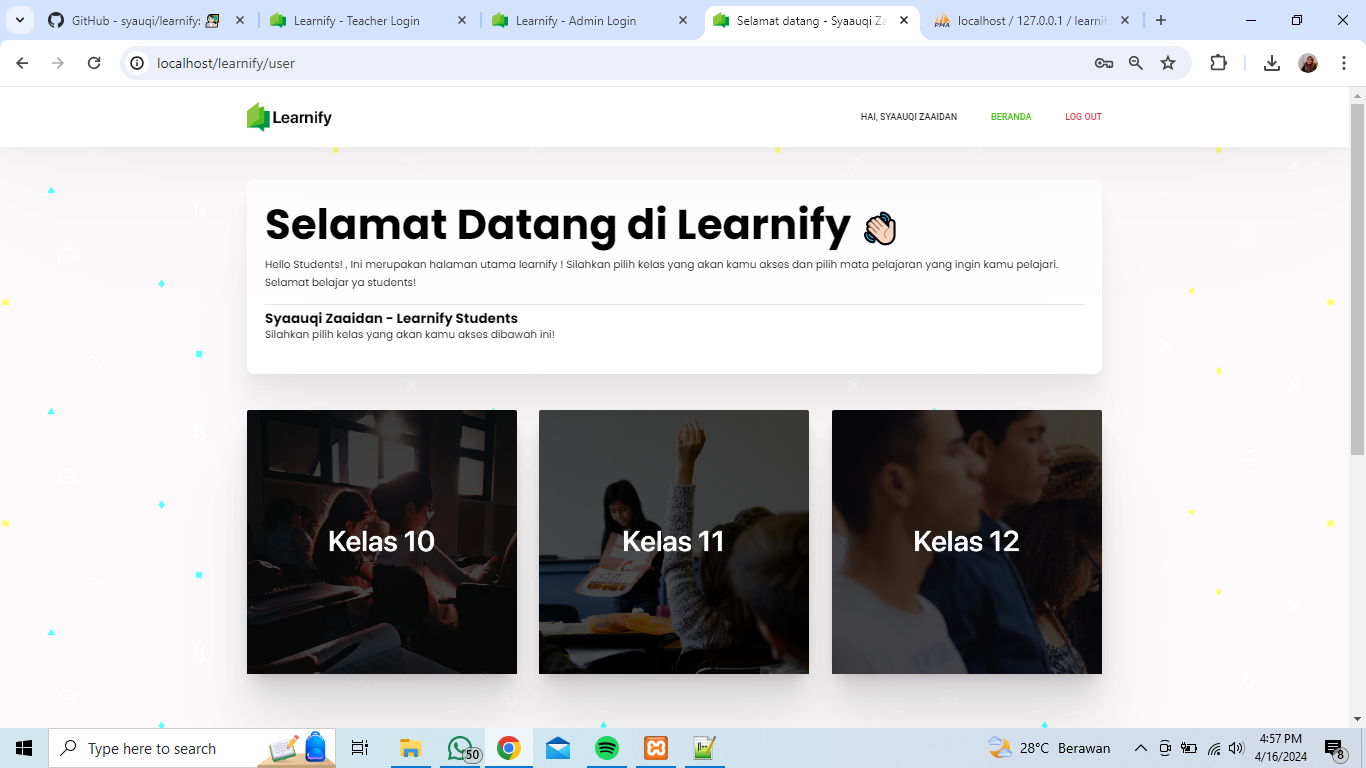 GitHub - syauqi/learnify:
Learnify - Teacher Login
Learnify - Admin Login
Selamat datang - Syaauqi Za
localhost / 127.0.0.1 / learnif
localhost/learnify/user
Learnify
HAI, SYAAUQI ZAAIDAN
BERANDA
LOG OUT
Selamat Datang di Learnify
Hello Students! , Ini merupakan halaman utama learnify ! Silahkan pilih kelas yang akan kamu akses dan pilih mata pelajaran yang ingin kamu pelajari.
Selamat belajar ya students!
Syaauqi Zaaidan - Learnify Students
Silahkan pilih kelas yang akan kamu akses dibawah ini!
Kelas 10
Kelas 11
Kelas 12
Type here to search
50
28°C Berawan
4:57 PM
4/16/2024
8